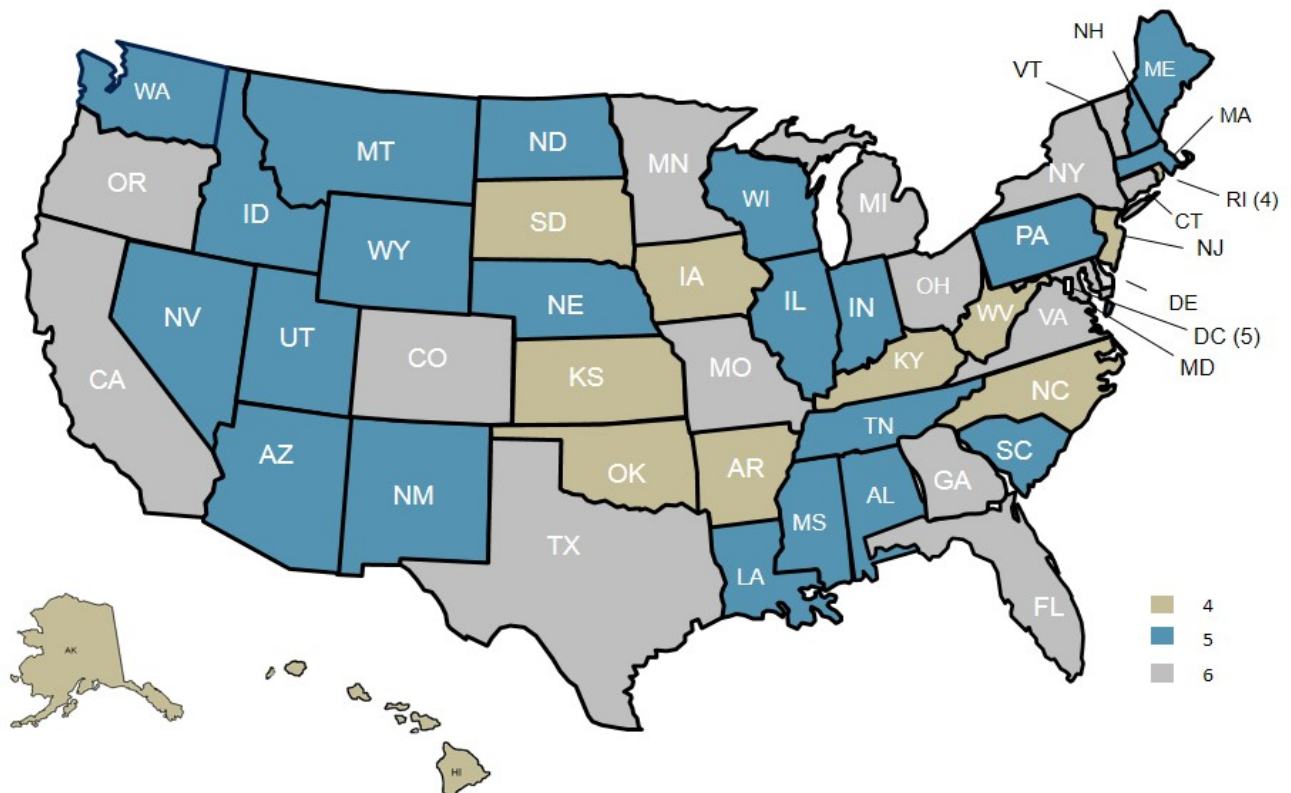 NH
VT
ME
WA
MA
MT
ND
MN
OR
NY
RI (4)
ID
WI
MI
CT
SD
PA
NJ
WY
IA
OH
DE
NE
IL
IN
WV
VA
NV
DC (5)
UT
CO
MD
KY
CA
KS
MO
NC
TN
AZ
SC
OK
AR
GA
NM
AL
MS
TX
LA
FL
4
5
6
AK
HI